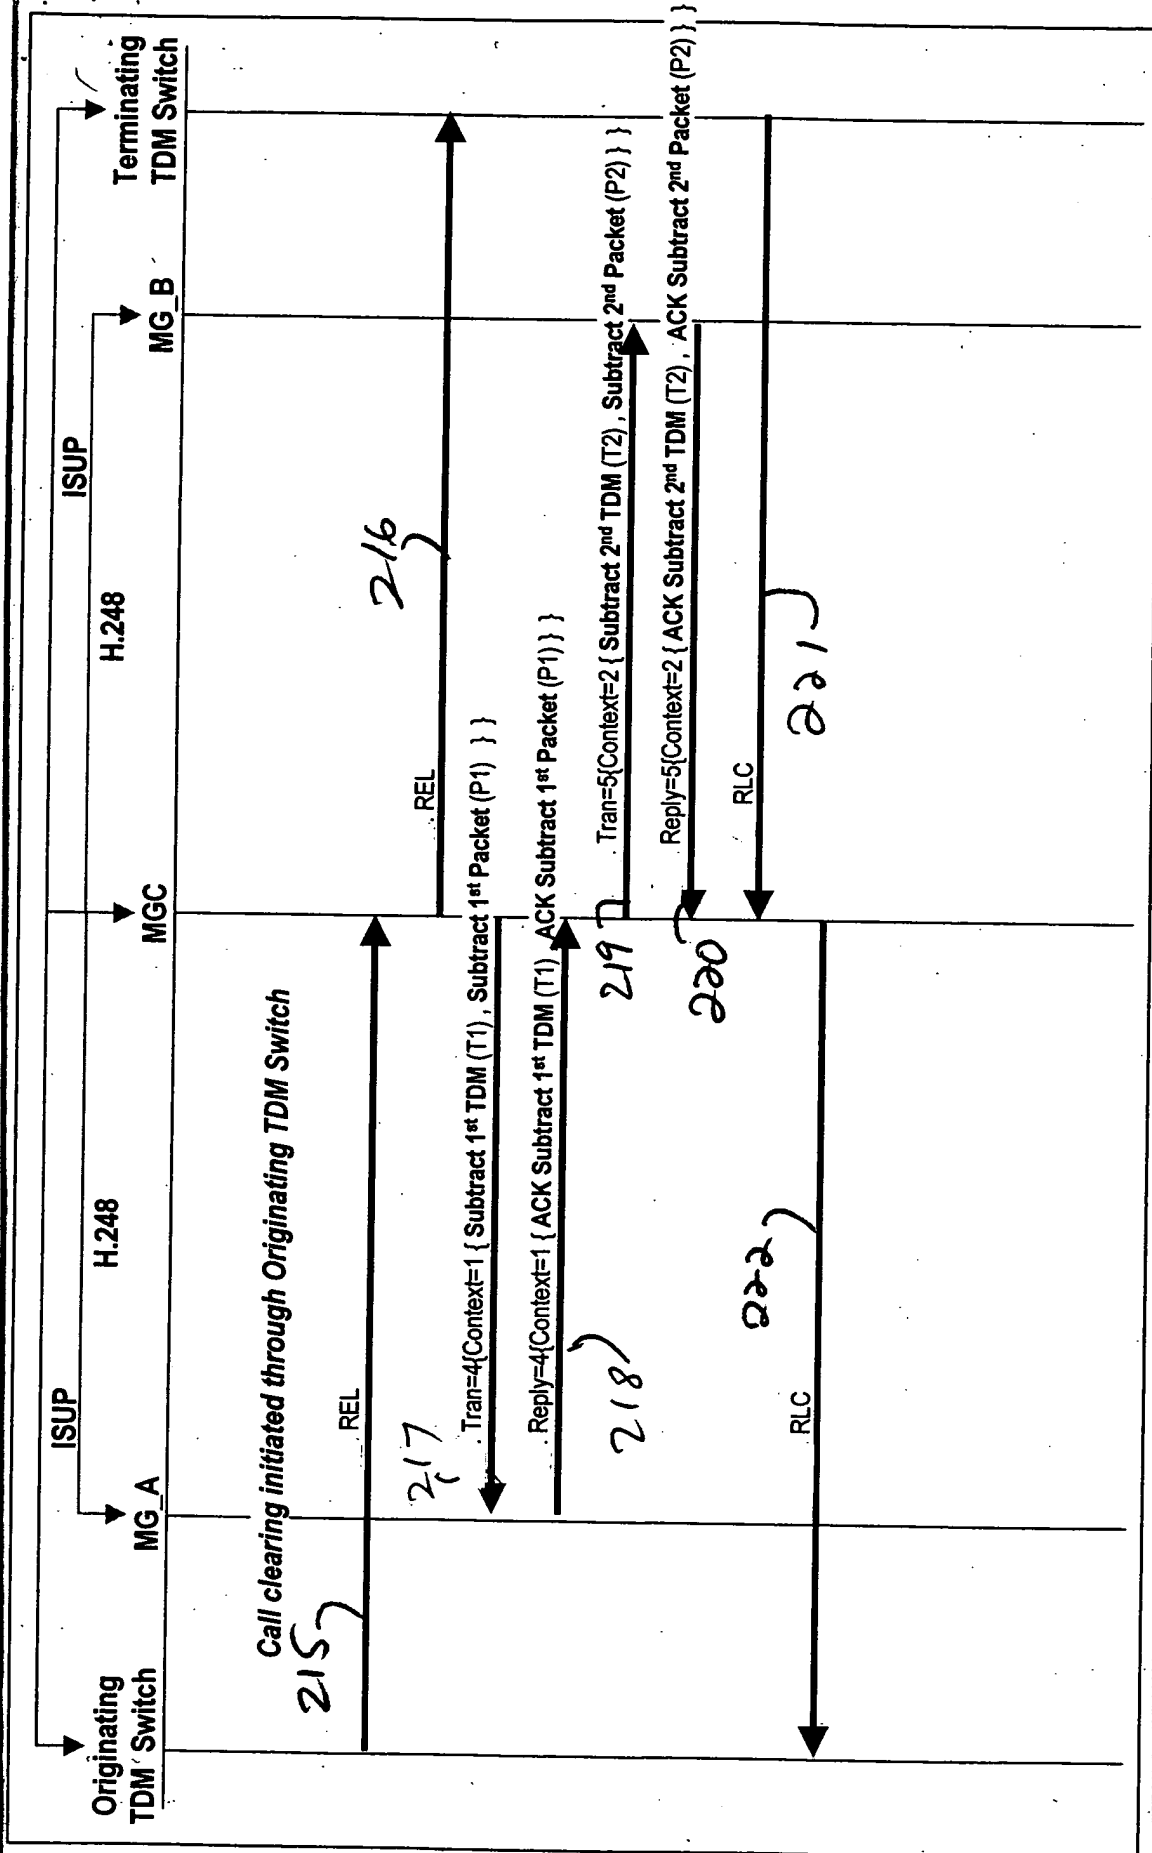 ISUP
ISUP
H.248
H.248
Originating
TDM Switch
MG_A
MGC
MG_B
Terminating
TDM Switch
Call clearing initiated through Originating TDM Switch
215
REL
216
REL
217
Tran=4{Context=1 { Subtract 1st TDM (T1), Subtract 1st Packet (P1) } }
Reply=4{Context=1 { ACK Subtract 1st TDM (T1) ACK Subtract 1st Packet (P1) } }
218
219
Tran=5{Context=2 { Subtract 2nd TDM (T2), Subtract 2nd Packet (P2) } }
220
Reply=5{Context=2 { ACK Subtract 2nd TDM (T2), ACK Subtract 2nd Packet (P2) } }
RLC
221
222
RLC